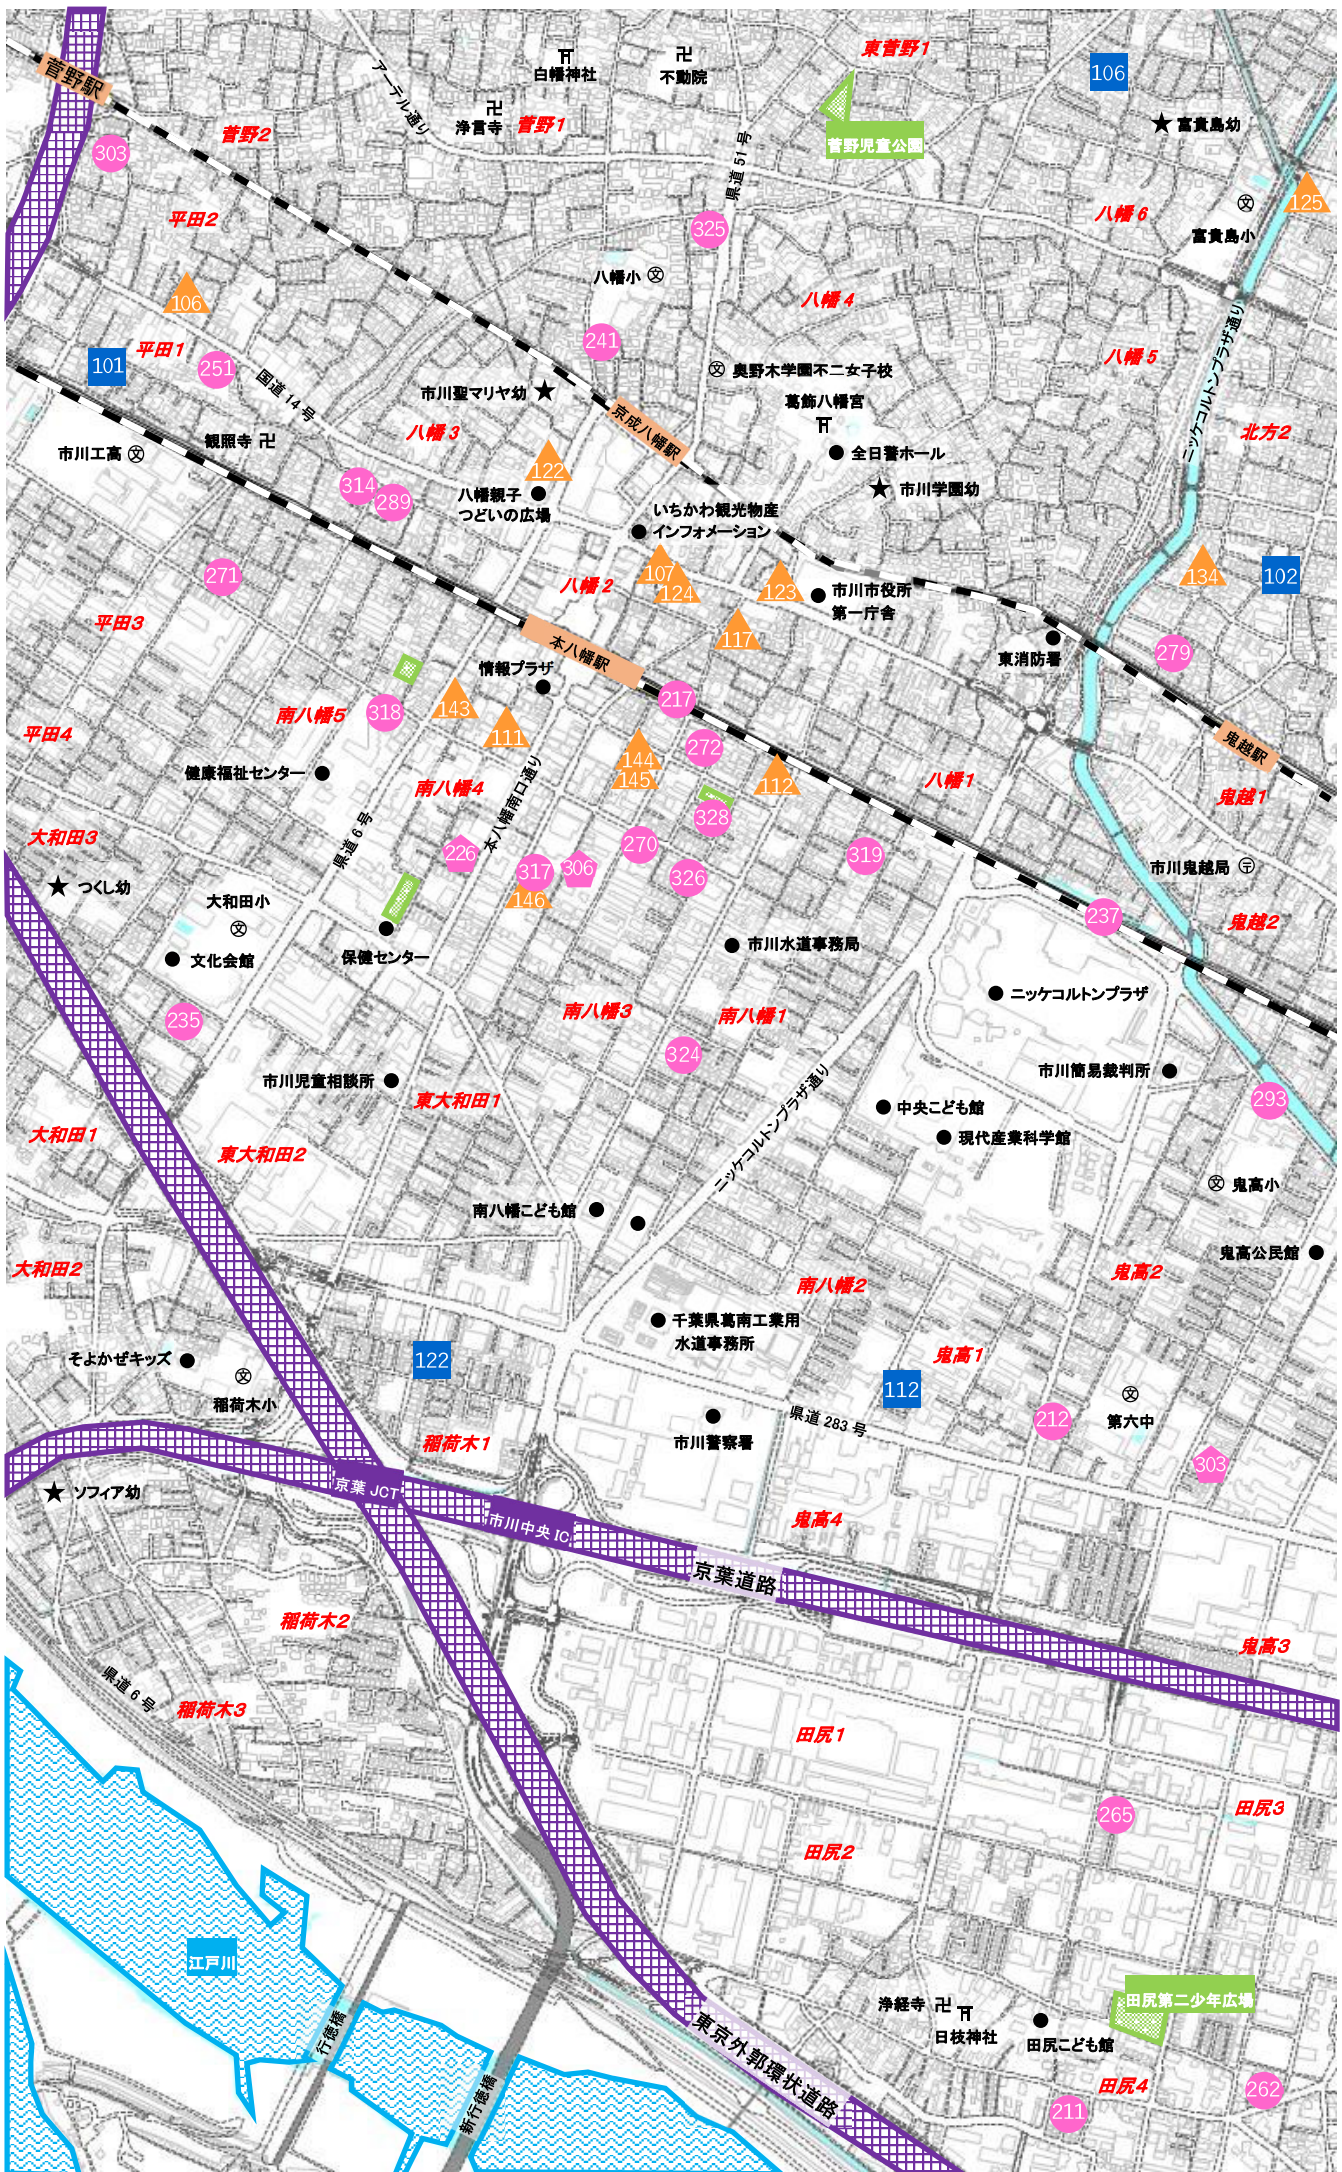 菅野駅
アーデル通り
白幡神社
不動院
東菅野1
106
浄言寺
菅野1
菅野2
菅野児童公園
富貴島幼
303
県道51号
125
平田2
325
八幡6
富貴島小
106
八幡小
八幡4
241
八幡5
ニッケコルトンプラザ通り
101
平田1
251
国道14号
奥野木学園不二女子校
市川聖マリヤ幼
葛飾八幡宮
京成八幡駅
八幡3
北方2
市川工高
観照寺
全日警ホール
122
314
289
八幡親子
つどいの広場
市川学園幼
いちかわ観光物産
インフォメーション
271
八幡2
107
124
123
市川市役所
第一庁舎
134
102
平田3
117
本八幡駅
東消防署
279
情報プラザ
318
南八幡5
143
111
217
平田4
272
144
145
112
鬼越駅
健康福祉センター
南八幡4
本八幡南口通り
八幡1
鬼越1
328
大和田3
県道6号
226
270
317
306
319
146
326
つくし幼
大和田小
市川鬼越局
237
鬼越2
文化会館
保健センター
市川水道事務局
ニッケコルトンプラザ
235
南八幡3
南八幡1
324
市川児童相談所
市川簡易裁判所
ニッケコルトンプラザ通り
東大和田1
中央こども館
293
大和田1
東大和田2
現代産業科学館
鬼高小
南八幡こども館
鬼高公民館
大和田2
鬼高2
南八幡2
千葉県葛南工業用
水道事務所
そよかぜキッズ
122
鬼高1
112
稲荷木小
県道283号
212
第六中
稲荷木1
市川警察署
303
京葉JCT
ソフィア幼
市川中央IC
鬼高4
京葉道路
稲荷木2
鬼高3
県道6号
稲荷木3
田尻1
265
田尻3
田尻2
江戸川
行徳橋
新行徳橋
浄経寺
日枝神社
田尻こども館
田尻第二少年広場
東京外郭環状道路
田尻4
262
211